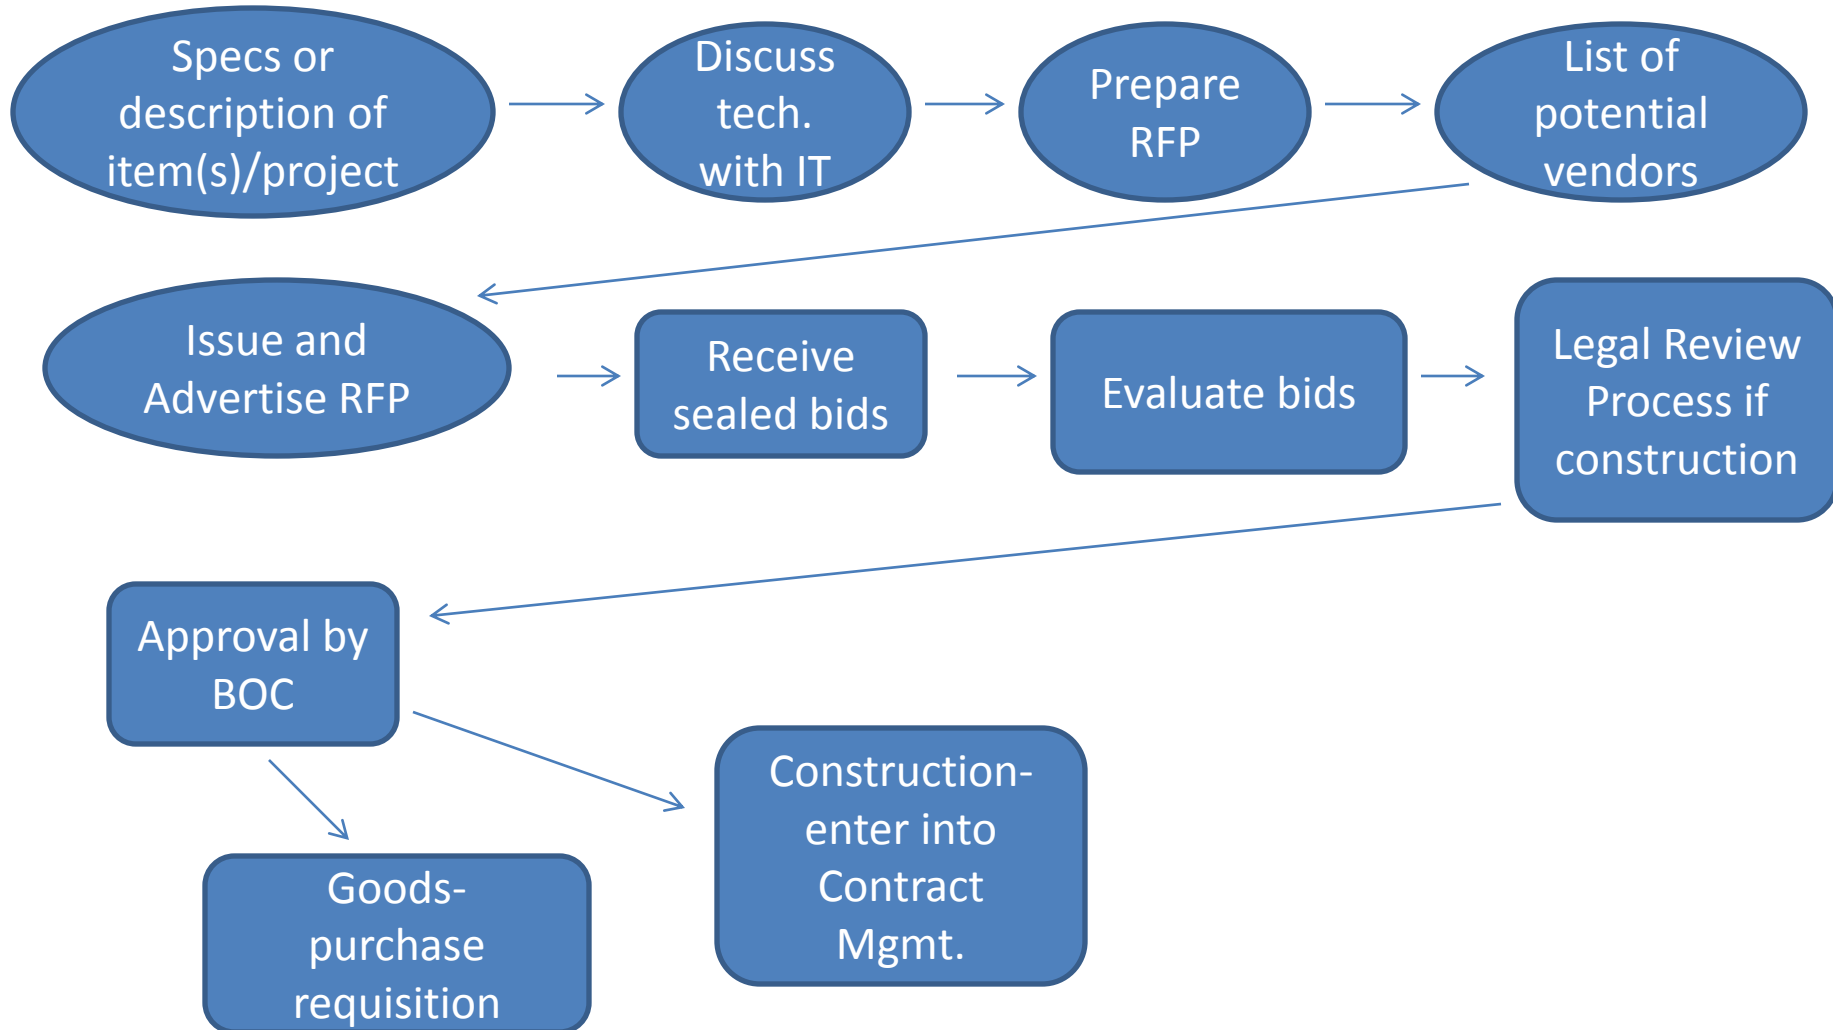 Specs or
description of
item(s)/project
Discuss
tech.
with IT
Prepare
RFP
List of
potential
vendors
Issue and
Advertise RFP
Receive
sealed bids
Evaluate bids
Legal Review
Process if
construction
Approval by
BOC
Construction-
enter into
Contract
Mgmt.
Goods-
purchase
requisition